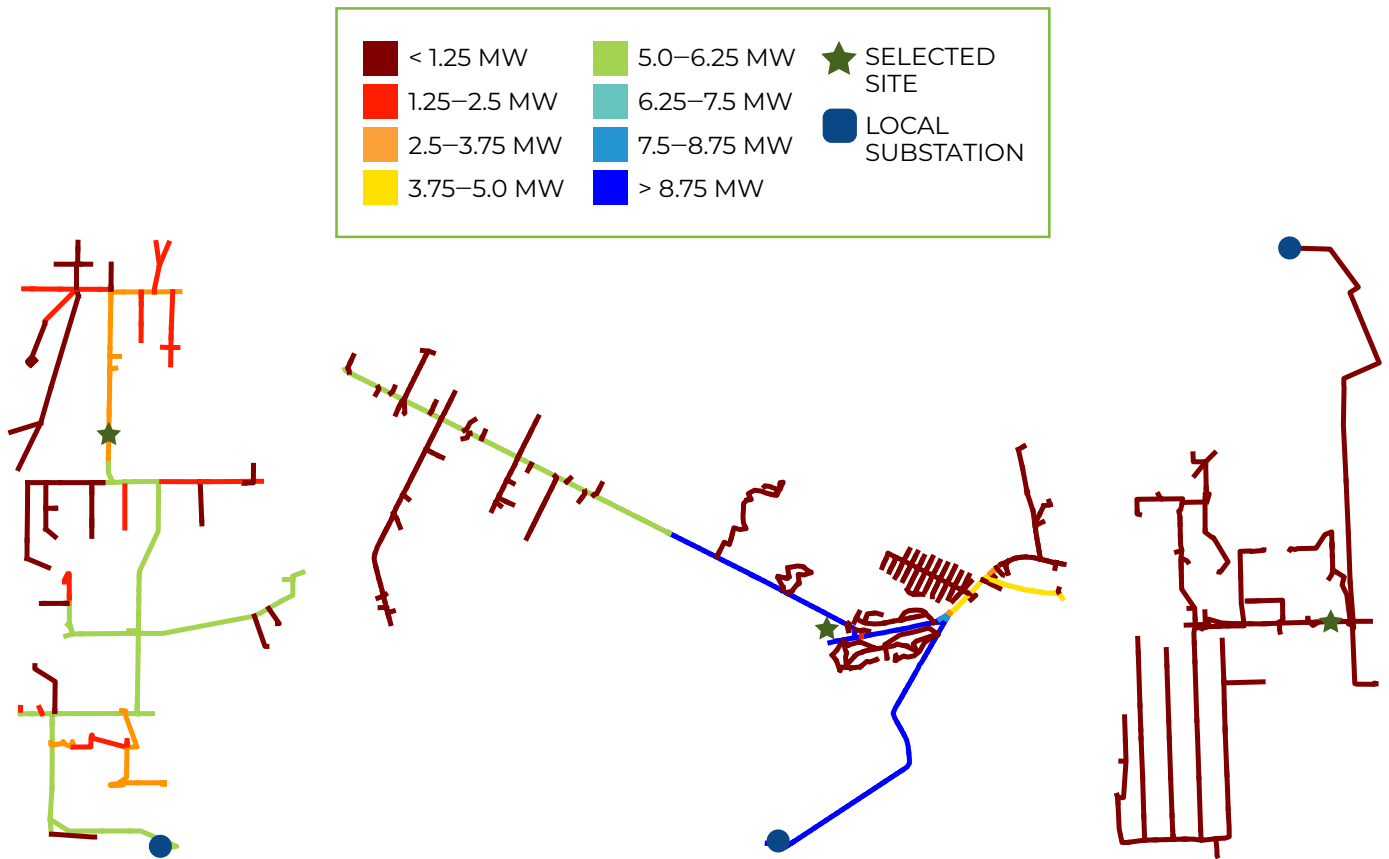 < 1.25 MW
1.25–2.5 MW
2.5–3.75 MW
3.75–5.0 MW
5.0–6.25 MW
6.25–7.5 MW
7.5–8.75 MW
> 8.75 MW
SELECTED
SITE
LOCAL
SUBSTATION